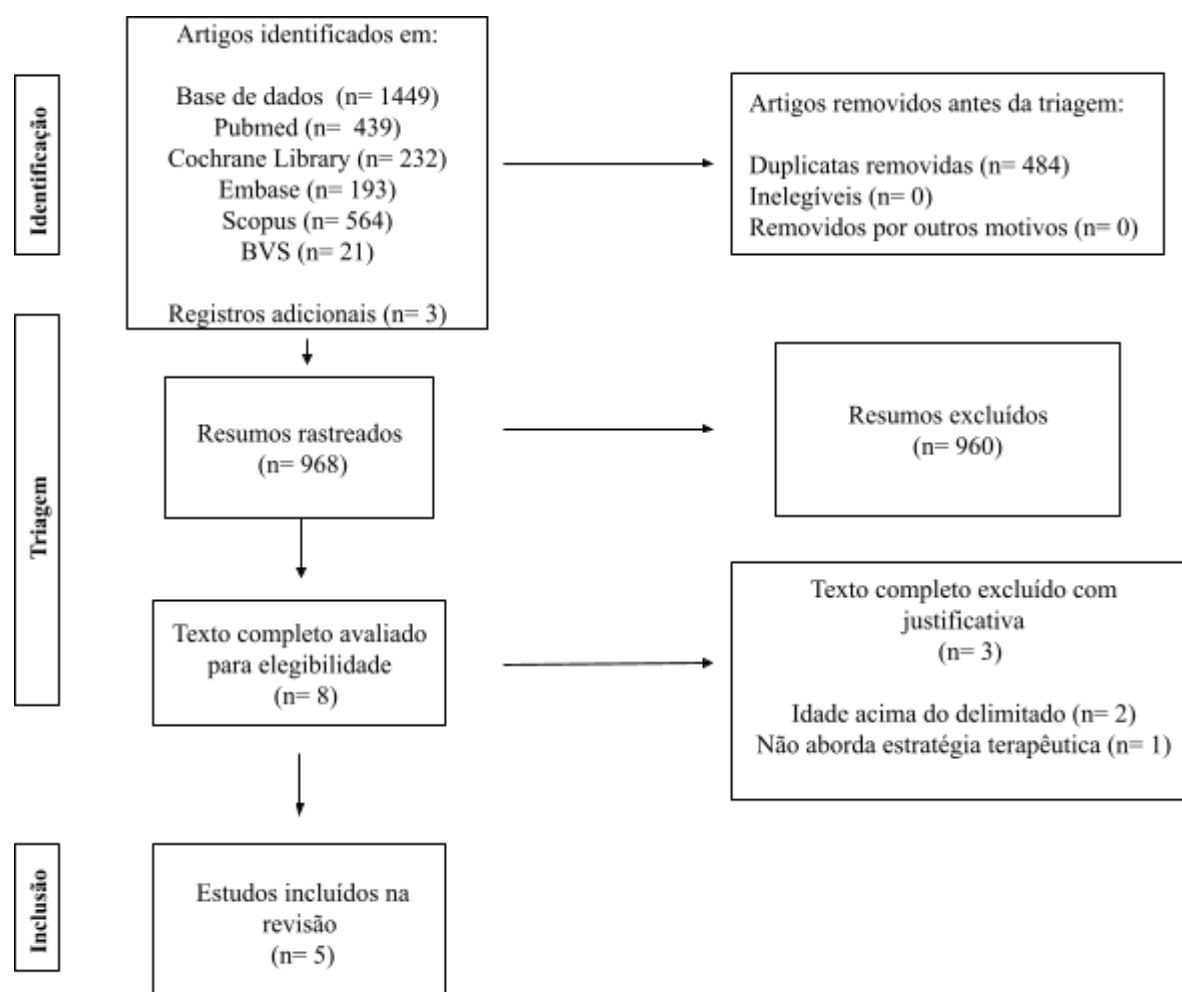 Identificação
Artigos identificados em:
Base de dados (n= 1449)
Pubmed (n= 439)
Cochrane Library (n= 232)
Embase (n= 193)
Scopus (n= 564)
BVS (n= 21)
Registros adicionais (n= 3)
Artigos removidos antes da triagem:
Duplicatas removidas (n= 484)
Inelegíveis (n= 0)
Removidos por outros motivos (n= 0)
Triagem
Resumos rastreados
(n= 968)
Resumos excluídos
(n= 960)
Texto completo avaliado
para elegibilidade
(n= 8)
Texto completo excluído com
justificativa
(n= 3)
Idade acima do delimitado (n= 2)
Não aborda estratégia terapêutica (n= 1)
Inclusão
Estudos incluídos na
revisão
(n= 5)